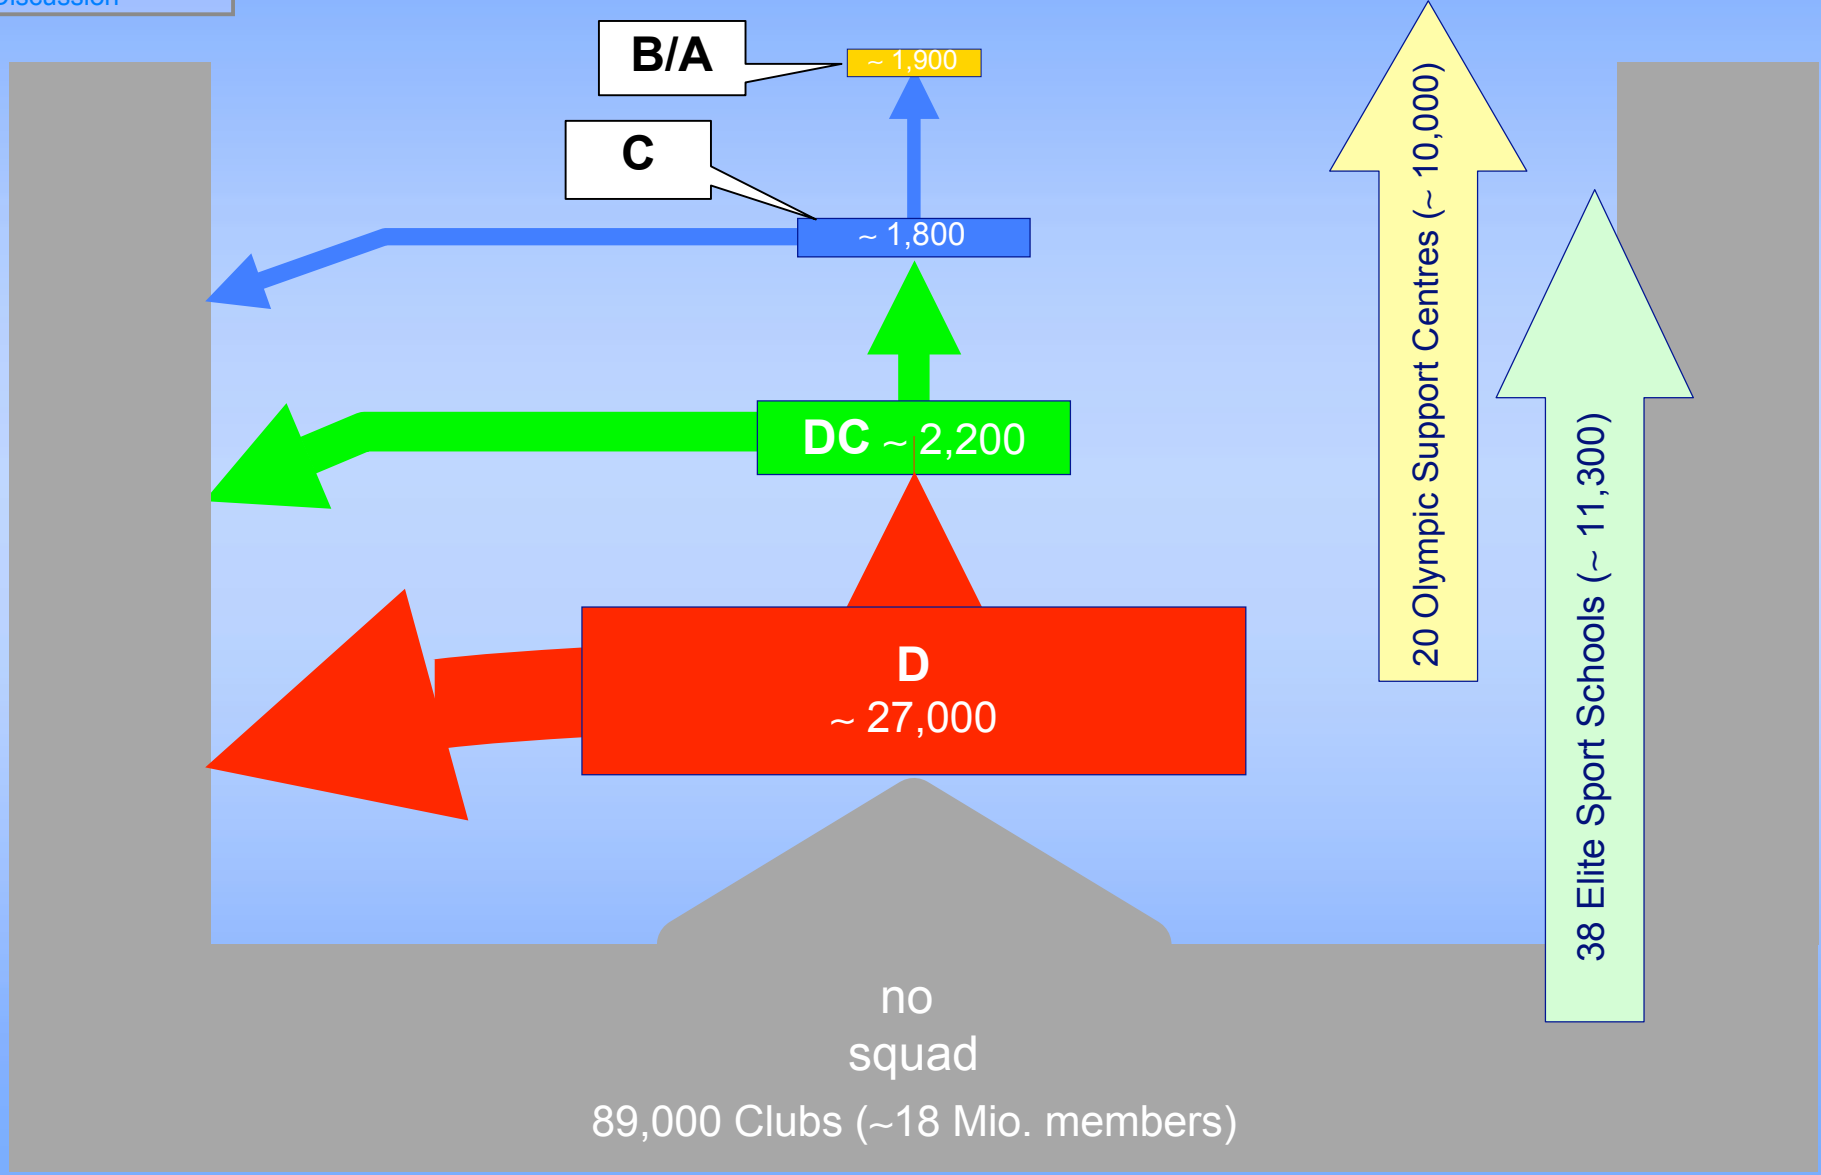 Discussion
B/A
~ 1,900
C
~ 1,800
DC ~ 2,200
D
~ 27,000
20 Olympic Support Centres (~ 10,000)
38 Elite Sport Schools (~ 11,300)
no
squad
89,000 Clubs (~18 Mio. members)